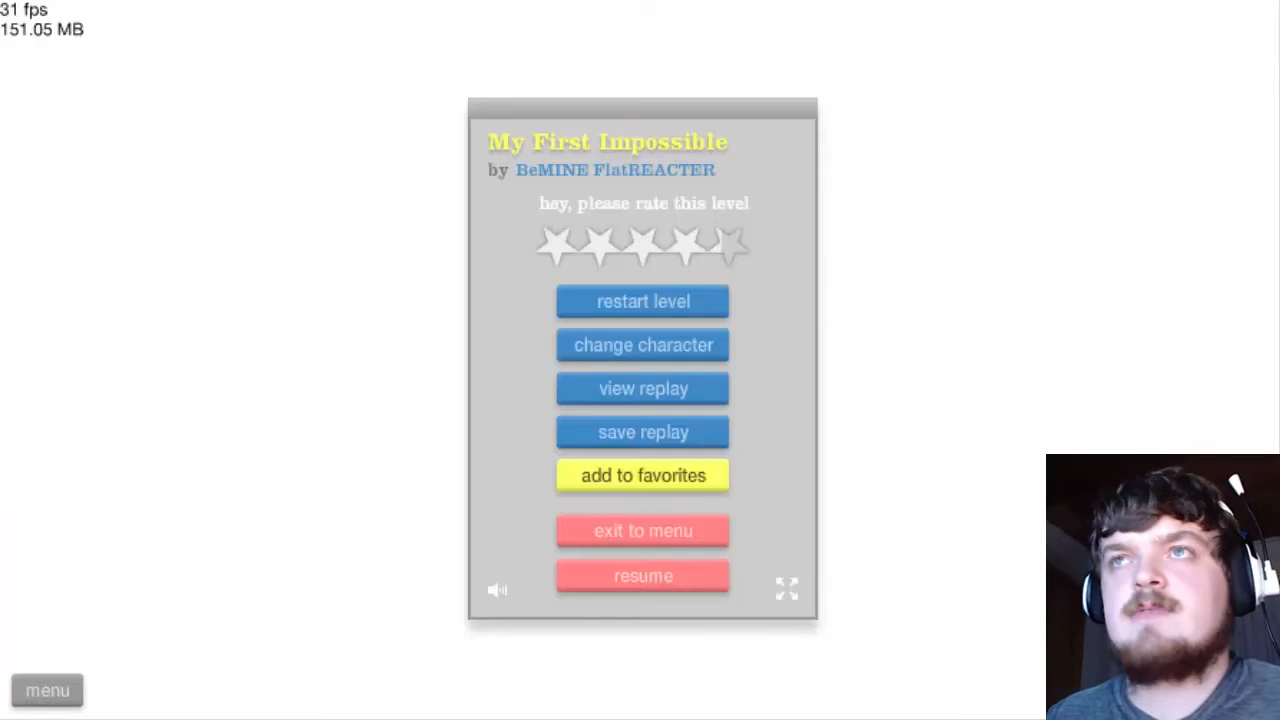 31 fps
151.05 MB
My First Impossible
by BeMINE FlatREACTER
hey, please rate this level
restart level
change character
view replay
save replay
add to favorites
exit to menu
resume
menu